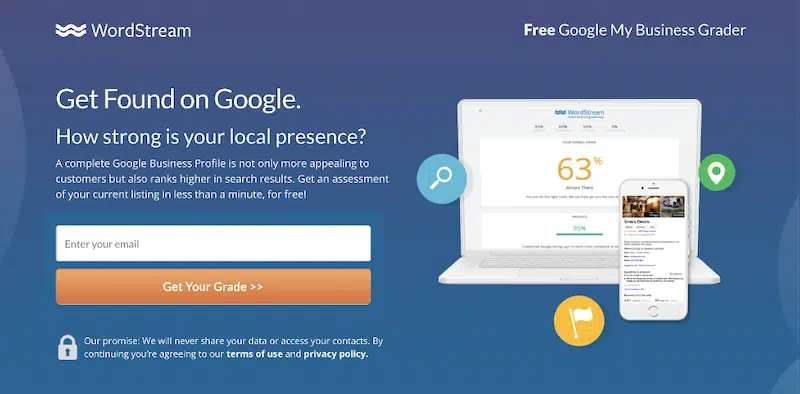 WordStream
Free Google My Business Grader
Get Found on Google.
How strong is your local presence?
A complete Google Business Profile is not only more appealing to
customers but also ranks higher in search results. Get an assessment
of your current listing in less than a minute, for free!
Enter your email
Get Your Grade >>
Our promise: We will never share your data or access your contacts. By
continuing you’re agreeing to our terms of use and privacy policy.
WordStream
YOUR OVERALL GRADE
63%
Almost There
PRESENCE
95%